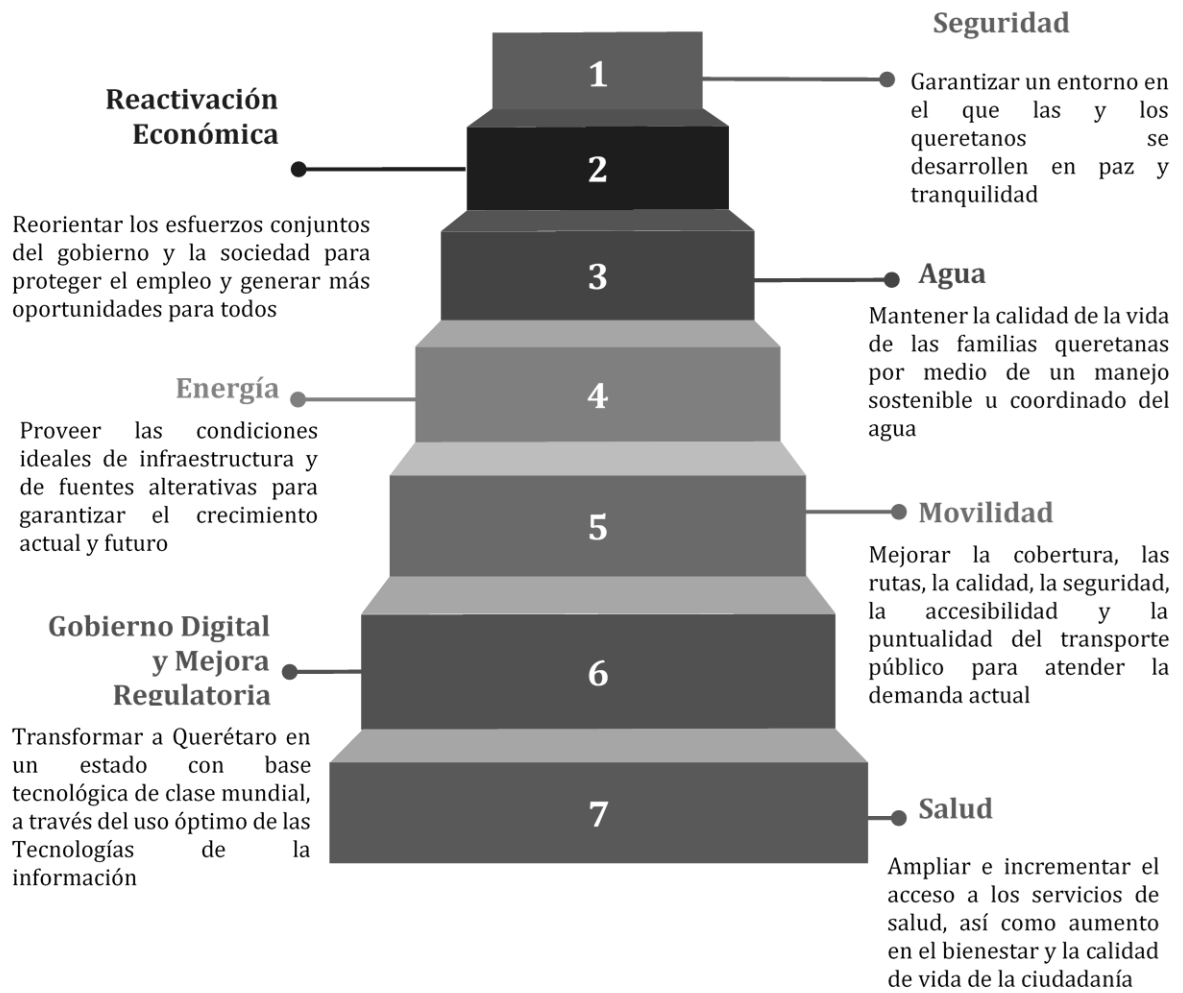 Seguridad
1
Garantizar un entorno en
el que las y los
queretanos se
desarrollen en paz y
tranquilidad
Reactivación
Económica
2
Reorientar los esfuerzos conjuntos
del gobierno y la sociedad para
proteger el empleo y generar más
oportunidades para todos
3
Agua
Mantener la calidad de la vida
de las familias queretanas
por medio de un manejo
sostenible u coordinado del
agua
Energía
4
Proveer las condiciones
ideales de infraestructura y
de fuentes alterativas para
garantizar el crecimiento
actual y futuro
5
Movilidad
Mejorar la cobertura, las
rutas, la calidad, la seguridad,
la accesibilidad y la
puntualidad del transporte
público para atender la
demanda actual
Gobierno Digital
y Mejora
Regulatoria
6
Transformar a Querétaro en
un estado con base
tecnológica de clase mundial,
a través del uso óptimo de las
Tecnologías de la
información
7
Salud
Ampliar e incrementar el
acceso a los servicios de
salud, así como aumento
en el bienestar y la calidad
de vida de la ciudadanía